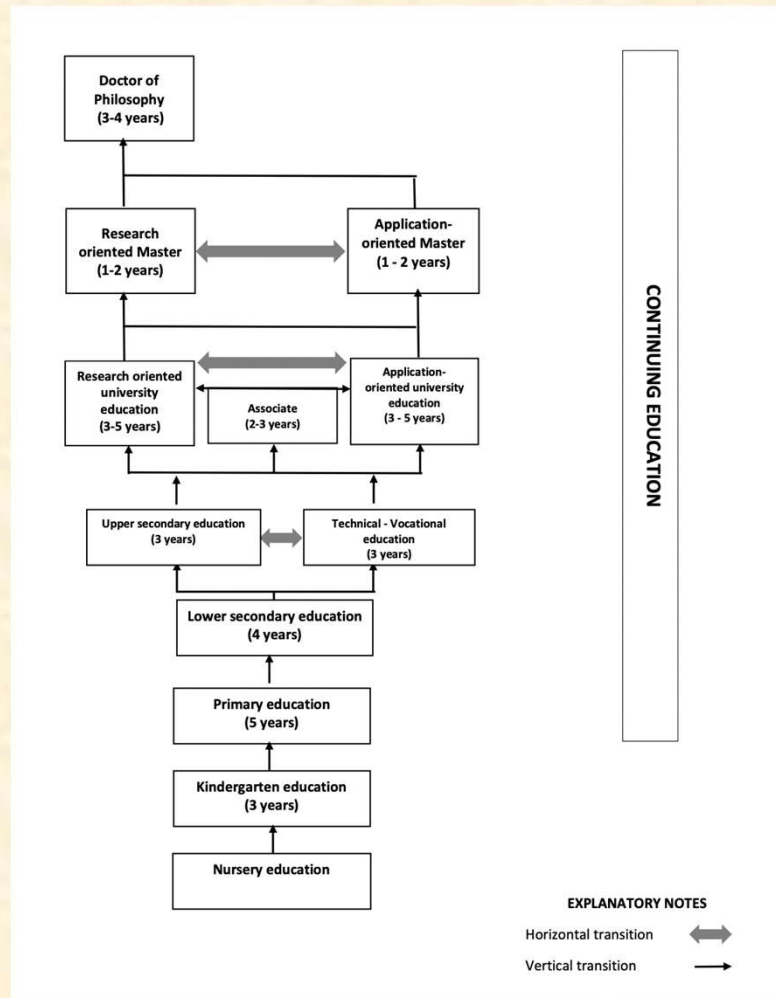 Doctor of
Philosophy
(3-4 years)
Research
oriented Master
(1-2 years)
Application-
oriented Master
(1 - 2 years)
Research oriented
university
education
(3-5 years)
Associate
(2-3 years)
Application-
oriented university
education
(3 - 5 years)
Upper secondary education
(3 years)
Technical - Vocational
education
(3 years)
Lower secondary education
(4 years)
Primary education
(5 years)
Kindergarten education
(3 years)
Nursery education
CONTINUING EDUCATION
EXPLANATORY NOTES
Horizontal transition
Vertical transition